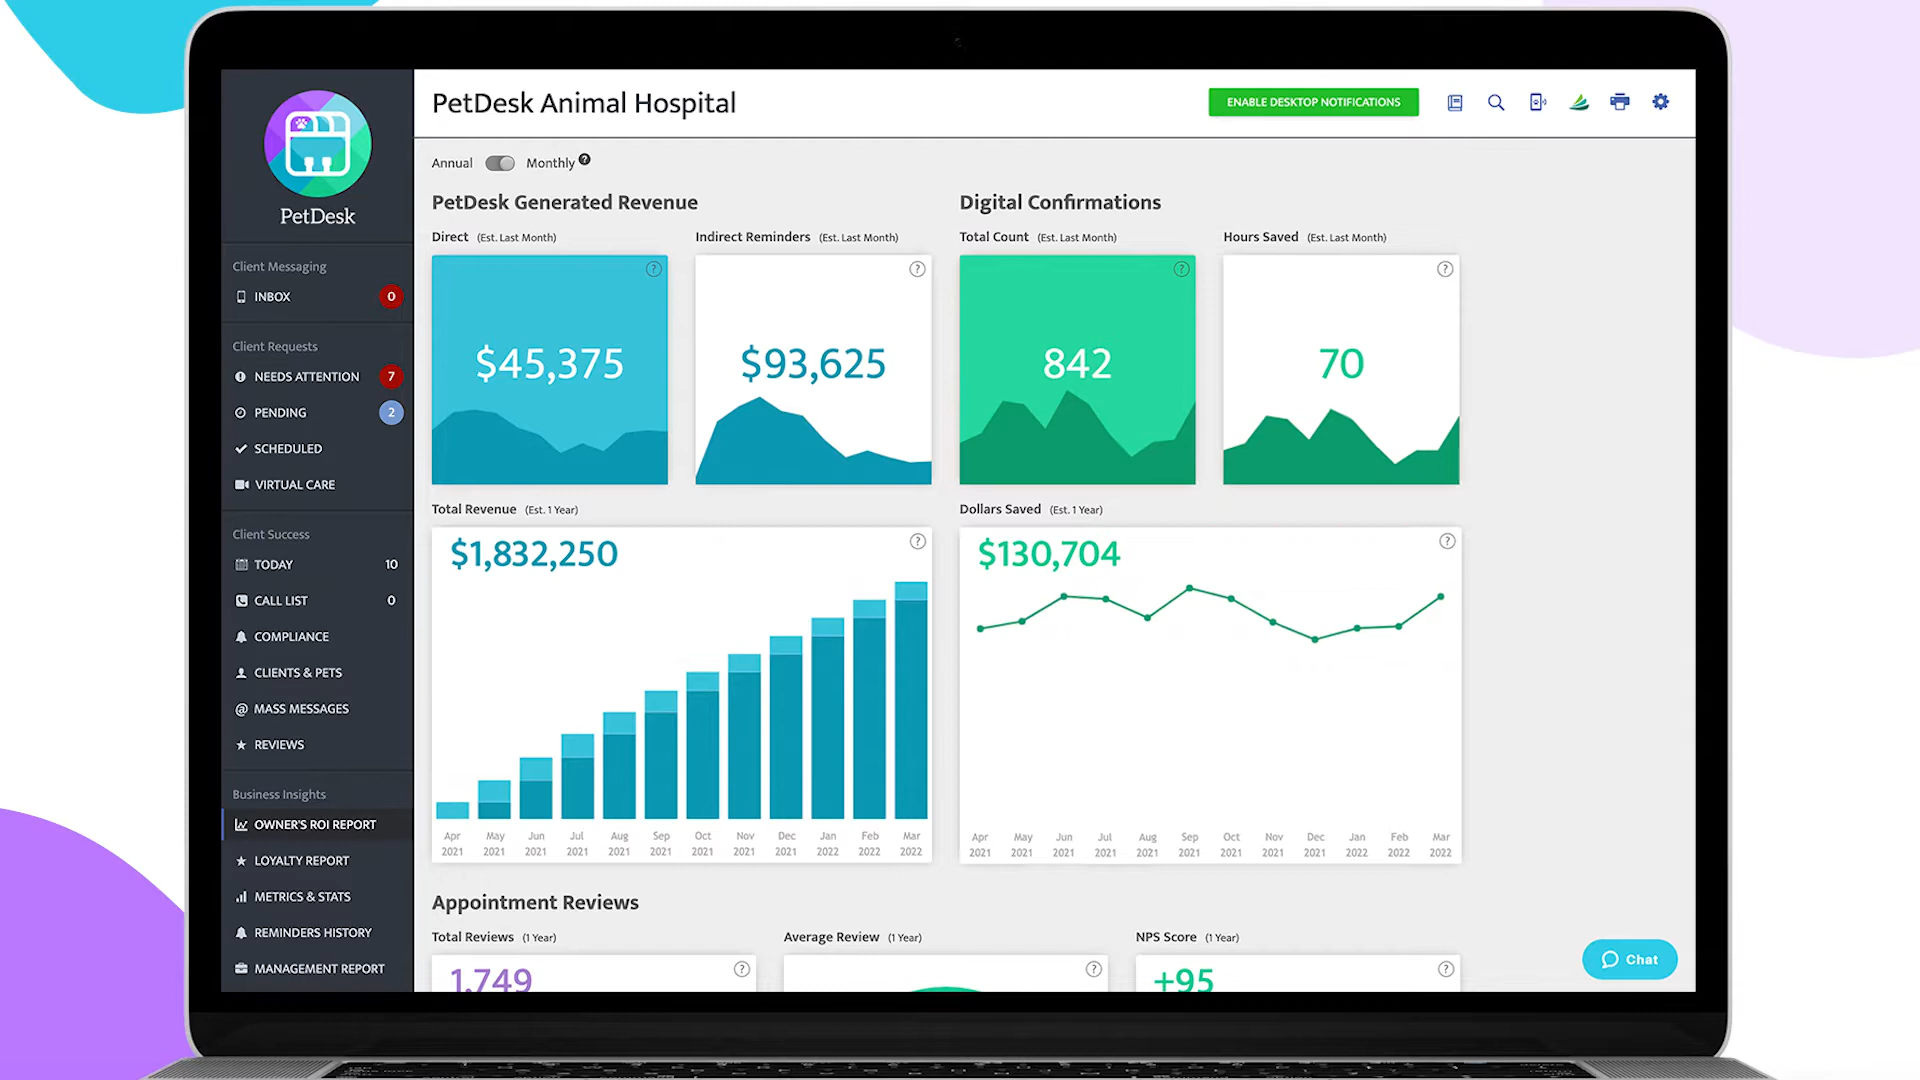 PetDesk
Client Messaging
INBOX 0
Client Requests
NEEDS ATTENTION 7
PENDING 2
SCHEDULED
VIRTUAL CARE
Client Success
TODAY 10
CALL LIST 0
COMPLIANCE
CLIENTS & PETS
MASS MESSAGES
REVIEWS
Business Insights
OWNER'S ROI REPORT
LOYALTY REPORT
METRICS & STATS
REMINDERS HISTORY
MANAGEMENT REPORT
PetDesk Animal Hospital
ENABLE DESKTOP NOTIFICATIONS
Annual Monthly ?
PetDesk Generated Revenue
Direct (Est. Last Month)
?
$45,375
Indirect Reminders (Est. Last Month)
?
$93,625
Total Revenue (Est. 1 Year)
?
$1,832,250
Apr May Jun Jul Aug Sep Oct Nov Dec Jan Feb Mar
2021 2021 2021 2021 2021 2021 2021 2021 2021 2022 2022 2022
Digital Confirmations
Total Count (Est. Last Month)
?
842
Hours Saved (Est. Last Month)
?
70
Dollars Saved (Est. 1 Year)
?
$130,704
Apr May Jun Jul Aug Sep Oct Nov Dec Jan Feb Mar
2021 2021 2021 2021 2021 2021 2021 2021 2021 2022 2022 2022
Appointment Reviews
Total Reviews (1 Year)
?
1,749
Average Review (1 Year)
?
NPS Score (1 Year)
?
+95
Chat